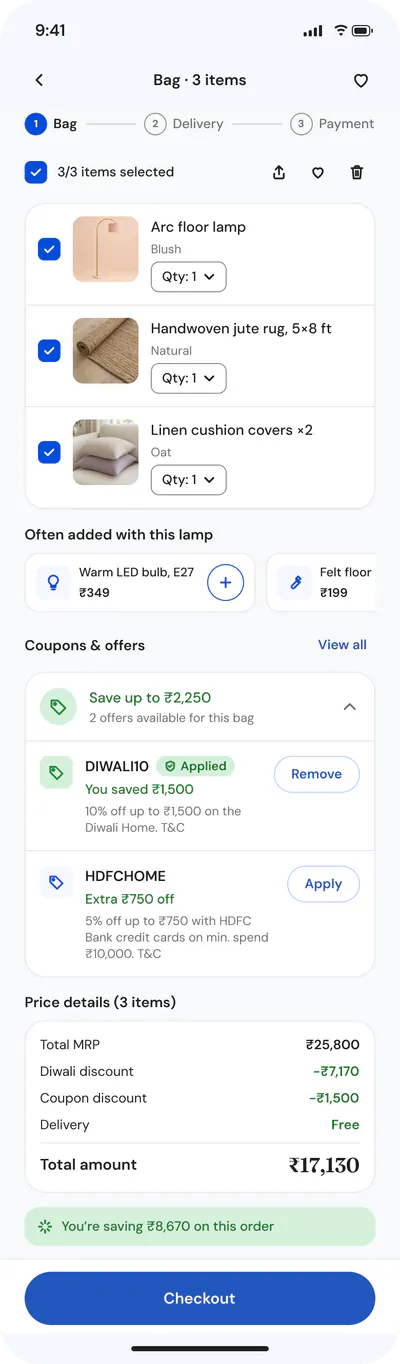 9:41
Bag · 3 items
1 Bag 2 Delivery 3 Payment
3/3 items selected
Arc floor lamp
Blush
Qty: 1
Handwoven jute rug, 5×8 ft
Natural
Qty: 1
Linen cushion covers ×2
Oat
Qty: 1
Often added with this lamp
Warm LED bulb, E27
₹349
Felt floor
₹199
Coupons & offers View all
Save up to ₹2,250
2 offers available for this bag
DIWALI10 Applied
Remove
You saved ₹1,500
10% off up to ₹1,500 on the
Diwali Home. T&C
HDFCHOME
Apply
Extra ₹750 off
5% off up to ₹750 with HDFC
Bank credit cards on min. spend
₹10,000. T&C
Price details (3 items)
Total MRP ₹25,800
Diwali discount -₹7,170
Coupon discount -₹1,500
Delivery Free
Total amount ₹17,130
You’re saving ₹8,670 on this order
Checkout